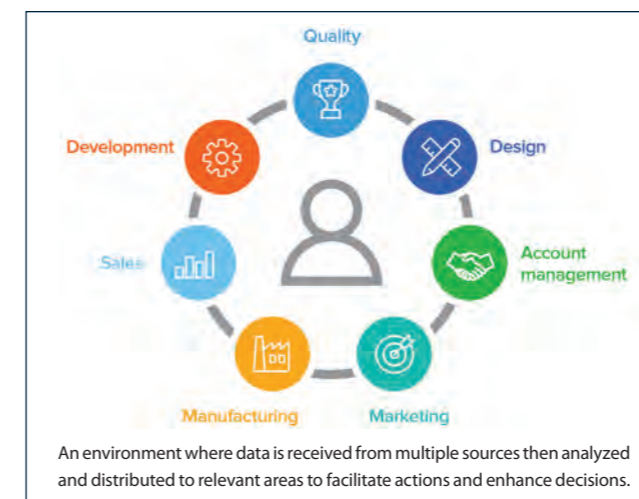 Quality
Development
Design
Sales
Account
management
Manufacturing
Marketing
An environment where data is received from multiple sources then analyzed
and distributed to relevant areas to facilitate actions and enhance decisions.